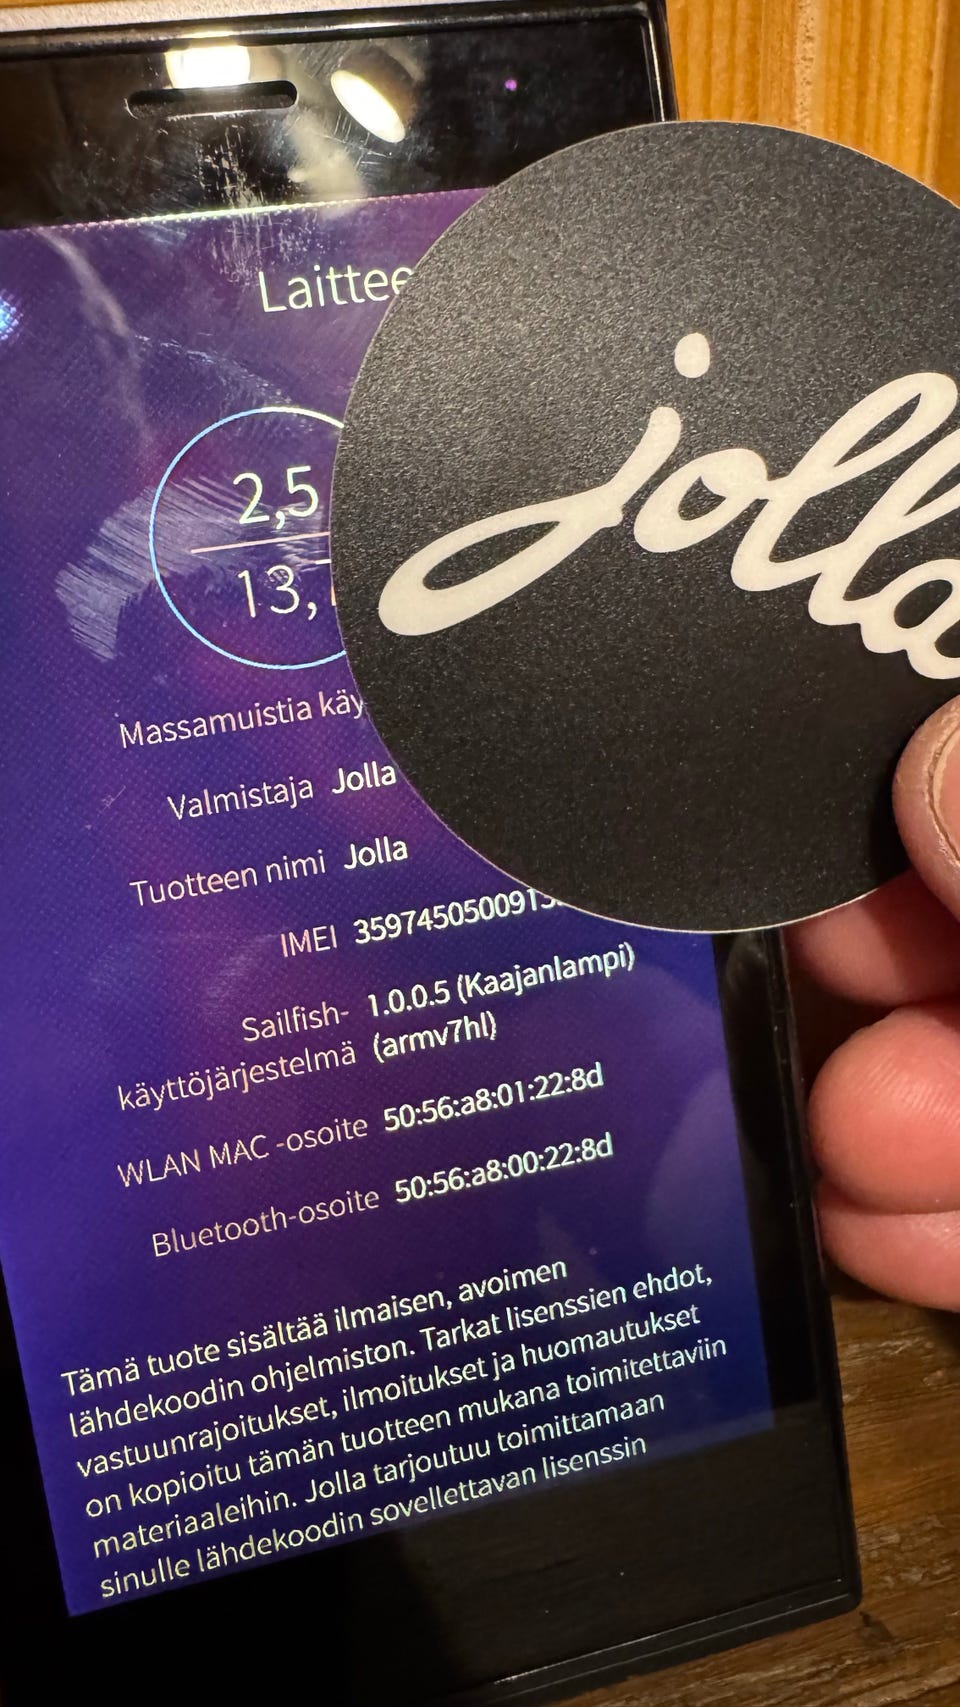 Laittee
jolla
2,5
13,
Massamuistia käy
Valmistaja Jolla
Tuotteen nimi Jolla
IMEI 35974505009
Sailfish- 1.0.0.5 (Kaajanlampi)
käyttöjärjestelmä (armv7hl)
WLAN MAC -osoite 50:56:a8:01:22:8d
Bluetooth-osoite 50:56:a8:00:22:8d
Tämä tuote sisältää ilmaisen, avoimen
lähdekoodin ohjelmiston. Tarkat lisenssien ehdot,
vastuunrajoitukset, ilmoitukset ja huomautukset
on kopioitu tämän tuotteen mukana toimitettaviin
materiaaleihin. Jolla tarjoutuu toimittamaan
sinulle lähdekoodin sovellettavan lisenssin